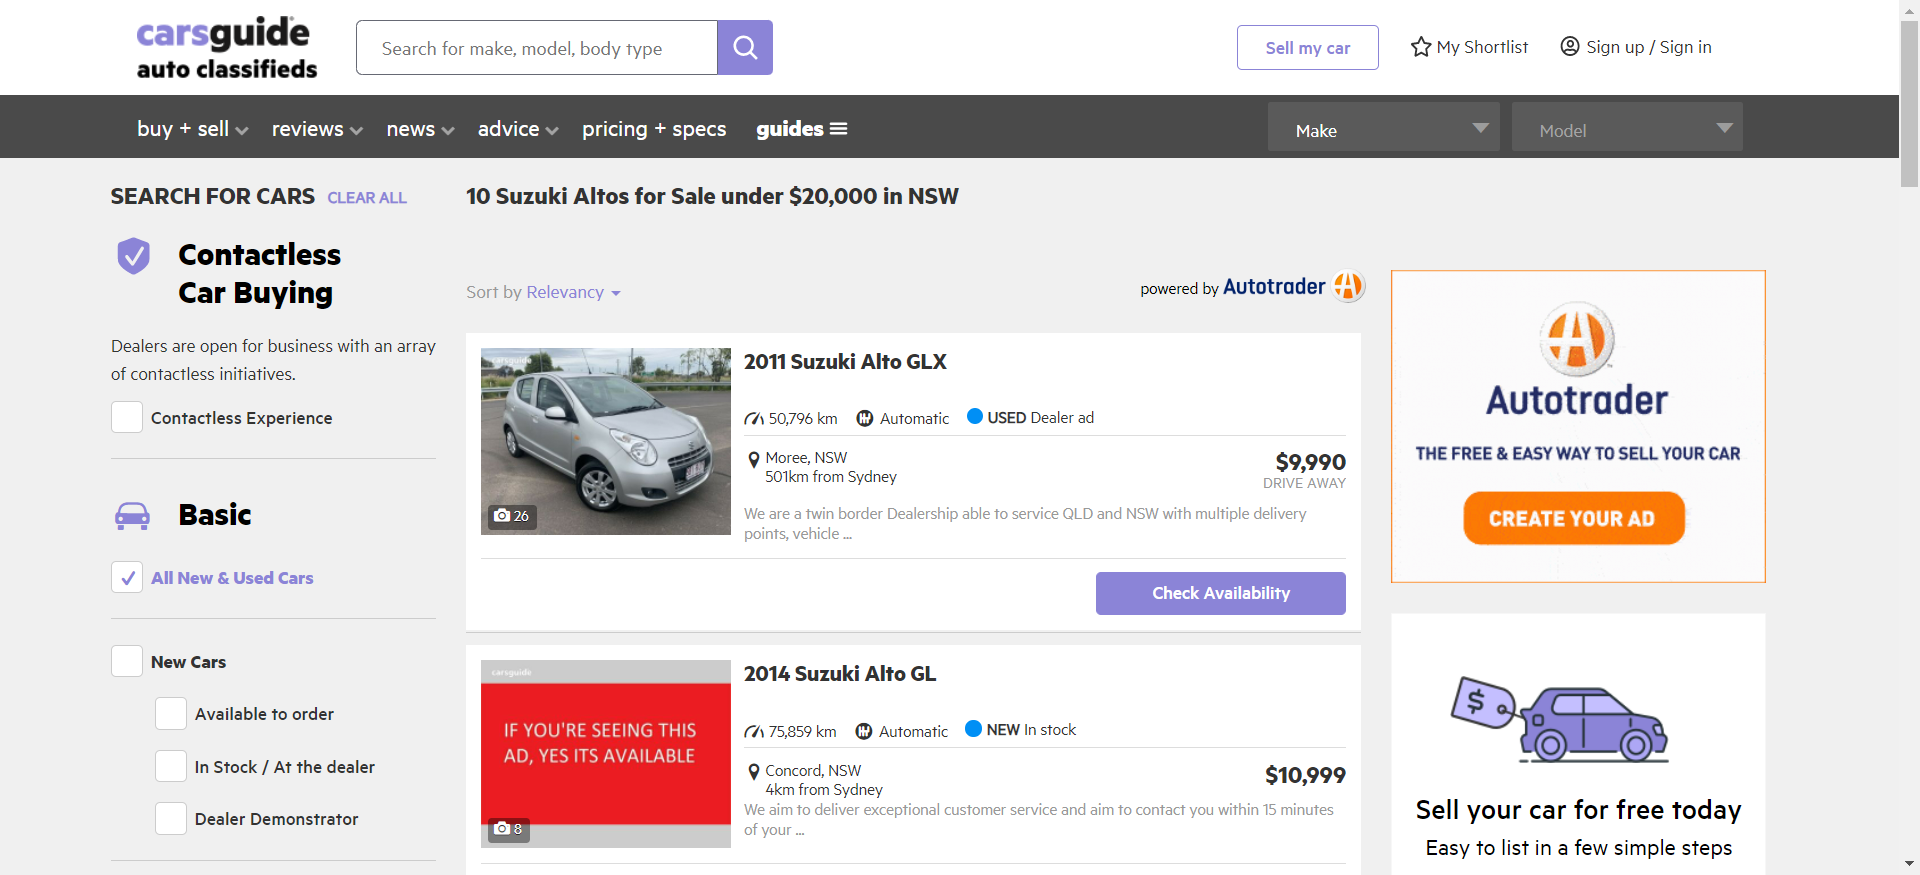 carsguide
auto classifieds
Search for make, model, body type
Sell my car
My Shortlist
Sign up / Sign in
buy + sell
reviews
news
advice
pricing + specs
guides
Make
Model
SEARCH FOR CARS CLEAR ALL
Contactless
Car Buying
Dealers are open for business with an array
of contactless initiatives.
Contactless Experience
Basic
All New & Used Cars
New Cars
Available to order
In Stock / At the dealer
Dealer Demonstrator
10 Suzuki Altos for Sale under $20,000 in NSW
Sort by Relevancy
powered by Autotrader
carsguide
26
2011 Suzuki Alto GLX
50,796 km Automatic USED Dealer ad
Moree, NSW
501km from Sydney
$9,990
DRIVE AWAY
We are a twin border Dealership able to service QLD and NSW with multiple delivery
points, vehicle ...
Check Availability
carsguide
IF YOU'RE SEEING THIS
AD, YES ITS AVAILABLE
8
2014 Suzuki Alto GL
75,859 km Automatic NEW In stock
Concord, NSW
4km from Sydney
$10,999
We aim to deliver exceptional customer service and aim to contact you within 15 minutes
of your ...
Autotrader
THE FREE & EASY WAY TO SELL YOUR CAR
CREATE YOUR AD
$
Sell your car for free today
Easy to list in a few simple steps